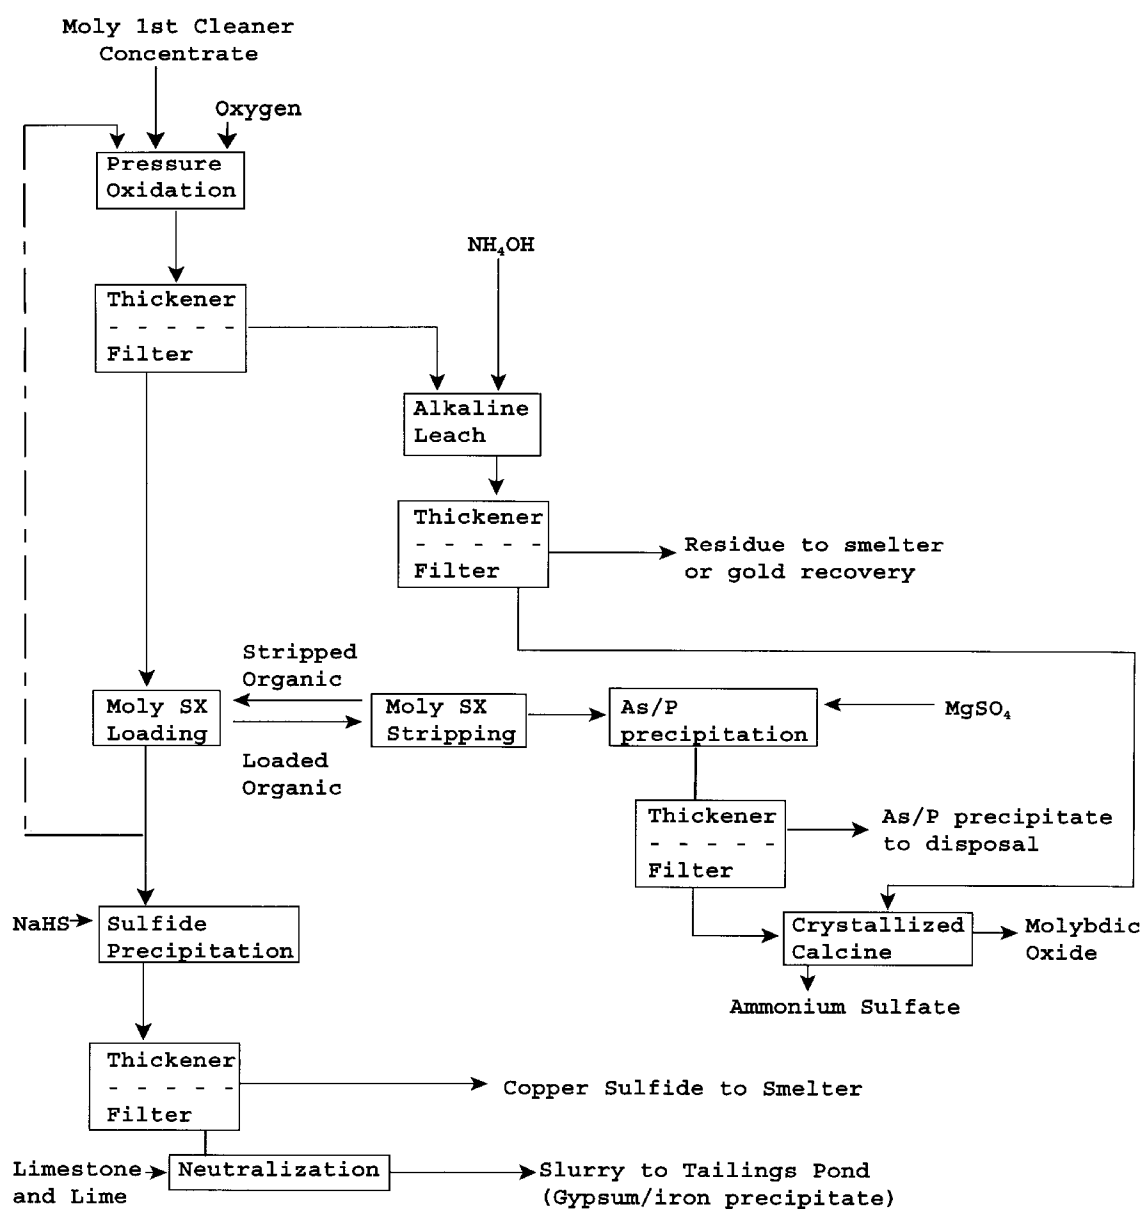 Moly 1st Cleaner
Concentrate
Oxygen
Pressure
Oxidation
NH₄OH
Thickener
- - - - -
Filter
Alkaline
Leach
Thickener
- - - - -
Filter
Residue to smelter
or gold recovery
Stripped
Organic
Moly SX
Loading
Moly SX
Stripping
As/P
precipitation
MgSO₄
Loaded
Organic
Thickener
- - - - -
Filter
As/P precipitate
to disposal
NaHS
Sulfide
Precipitation
Crystallized
Calcine
Molybdic
Oxide
Ammonium Sulfate
Thickener
- - - - -
Filter
Copper Sulfide to Smelter
Limestone
and Lime
Neutralization
Slurry to Tailings Pond
(Gypsum/iron precipitate)